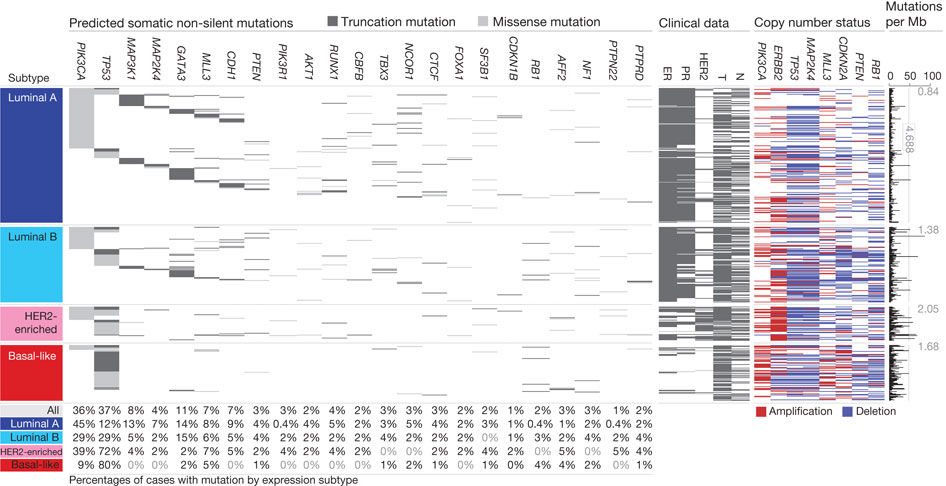 Predicted somatic non-silent mutations
Truncation mutation
Missense mutation
Clinical data
Copy number status
Mutations
per Mb
Subtype
PIK3CA TP53 MAP3K1 MAP2K4 GATA3 MLL3 CDH1 PTEN PIK3R1 AKT1 RUNX1 CBFB TBX3 NCOR1 CTCF FOXA1 SF3B1 CDKN1B RB1 AFF2 NF1 PTPN22 PTPRD
ER PR HER2 T N
PIK3CA ERBB2 TP53 MAP2K4 MLL3 CDKN2A PTEN RB1
0 50 100
Luminal A
0.84
4.688
Luminal B
1.38
HER2-
enriched
2.05
Basal-like
1.68
All 36% 37% 8% 4% 11% 7% 7% 3% 3% 2% 4% 2% 3% 3% 2% 2% 2% 1% 2% 3% 3% 1% 2%
Luminal A 45% 12% 13% 7% 14% 8% 9% 4% 0.4% 4% 5% 2% 3% 5% 3% 2% 3% 1% 0.4% 1% 2% 0.4% 2%
Luminal B 29% 29% 5% 2% 15% 6% 5% 4% 2% 2% 2% 2% 4% 2% 2% 4% 0% 1% 3% 2% 4% 2% 4%
HER2-enriched 39% 72% 4% 2% 2% 7% 5% 2% 4% 2% 4% 2% 0% 0% 4% 2% 4% 2% 0% 5% 0% 5% 4%
Basal-like 9% 80% 0% 0% 2% 5% 0% 1% 0% 0% 0% 0% 1% 2% 1% 0% 1% 0% 4% 4% 1% 0% 1%
Amplification
Deletion
Percentages of cases with mutation by expression subtype